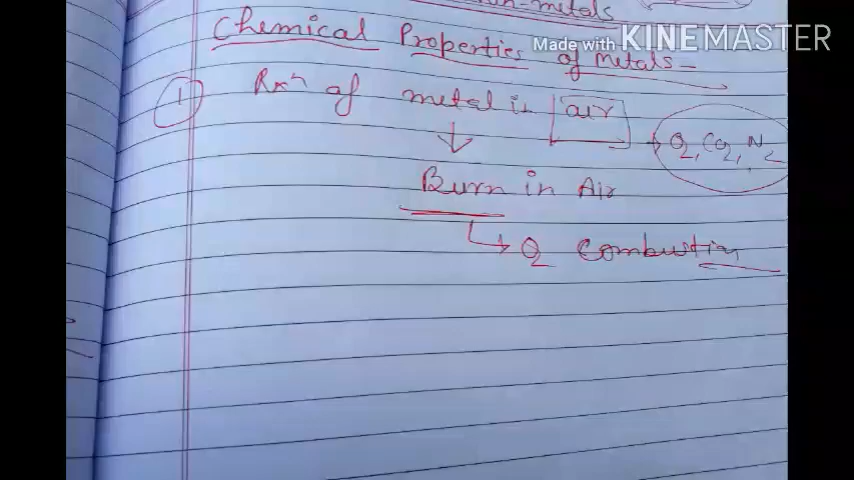 non-metals
Chemical Properties of Metals -
Made with KINEMASTER
① Rxn of metal in air → O2, CO2, N2
↓
Burn in Air
↳ O2 Combustion